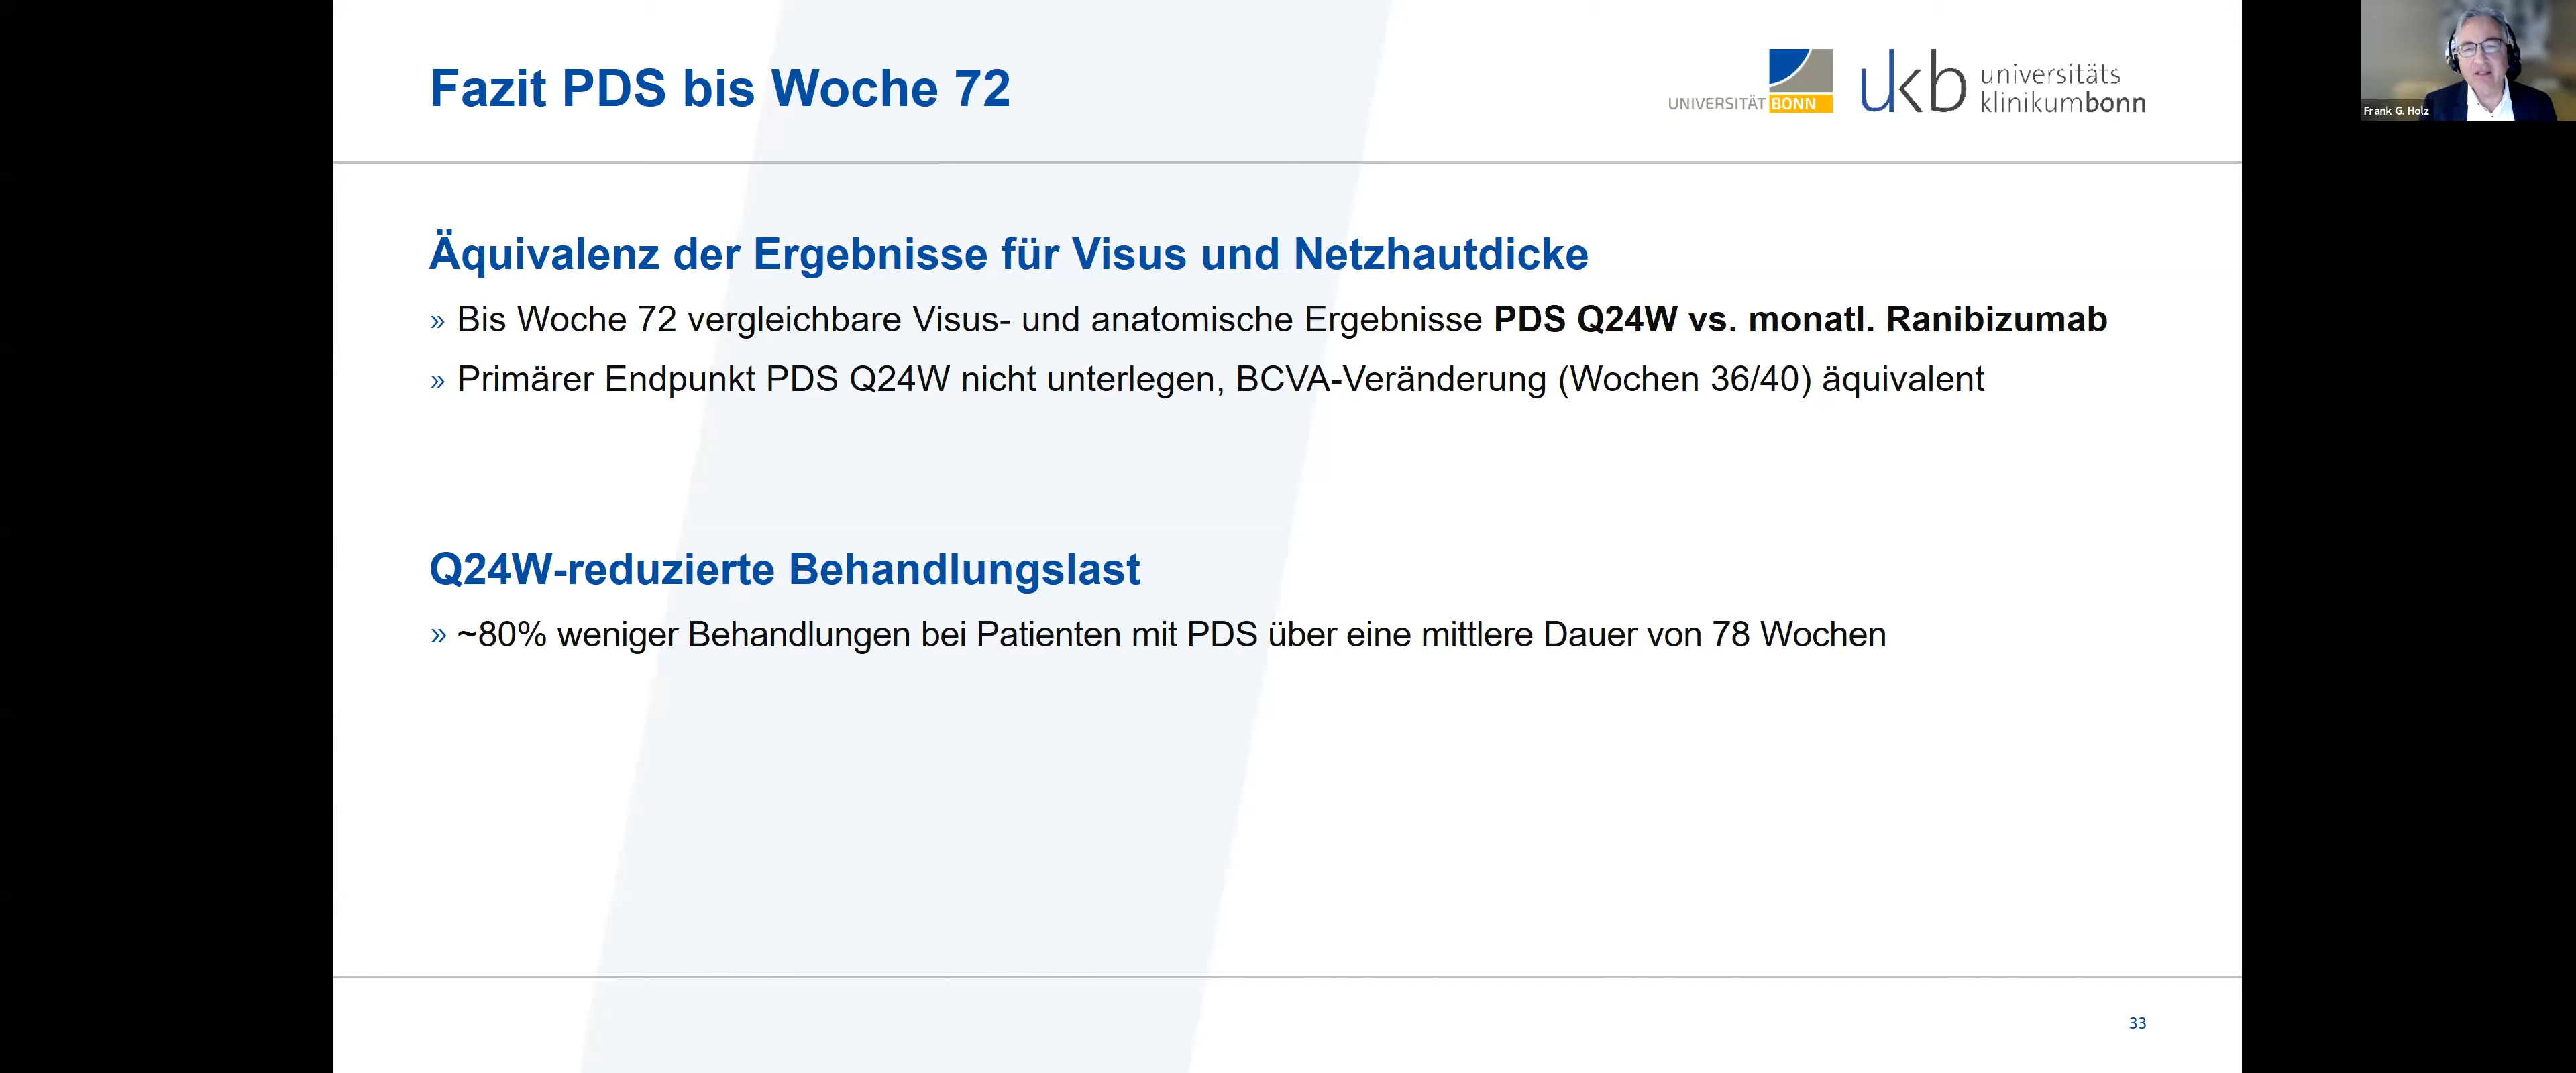 Fazit PDS bis Woche 72
UNIVERSITÄT BONN
ukb universitäts
klinikumbonn
Frank G. Holz
Äquivalenz der Ergebnisse für Visus und Netzhautdicke
» Bis Woche 72 vergleichbare Visus- und anatomische Ergebnisse PDS Q24W vs. monatl. Ranibizumab
» Primärer Endpunkt PDS Q24W nicht unterlegen, BCVA-Veränderung (Wochen 36/40) äquivalent
Q24W-reduzierte Behandlungslast
» ~80% weniger Behandlungen bei Patienten mit PDS über eine mittlere Dauer von 78 Wochen
33